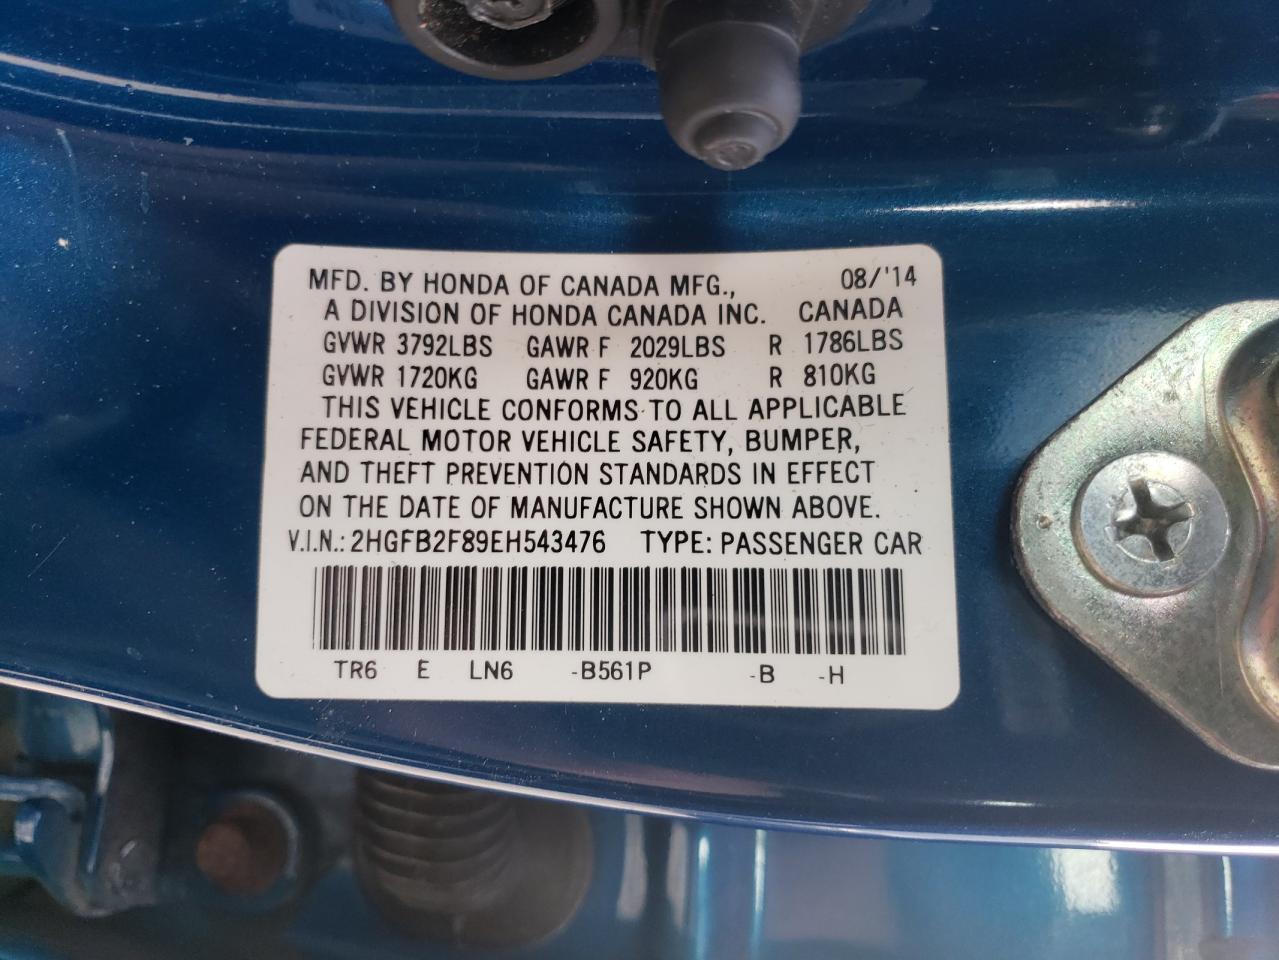 MFD. BY HONDA OF CANADA MFG., 08/'14
A DIVISION OF HONDA CANADA INC. CANADA
GVWR 3792LBS GAWR F 2029LBS R 1786LBS
GVWR 1720KG GAWR F 920KG R 810KG
THIS VEHICLE CONFORMS TO ALL APPLICABLE
FEDERAL MOTOR VEHICLE SAFETY, BUMPER,
AND THEFT PREVENTION STANDARDS IN EFFECT
ON THE DATE OF MANUFACTURE SHOWN ABOVE.
V.I.N.: 2HGFB2F89EH543476 TYPE: PASSENGER CAR
TR6 E LN6 -B561P -B -H